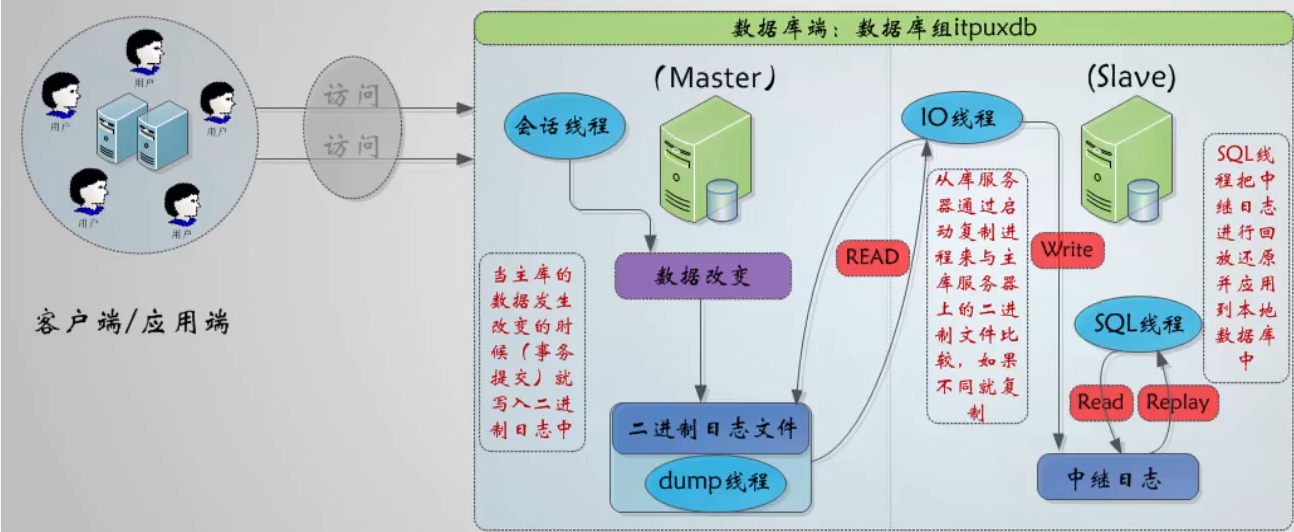 数据库端：数据库组itpuxdb
用户
用户
用户
用户
用户
客户端/应用端
访问
访问
（Master）
会话线程
数据改变
当主库的
数据发生
改变的时
候（事务
提交）就
写入二进
制日志中
二进制日志文件
dump线程
READ
(Slave)
IO线程
从库服务
器通过启
动复制进
程来与主
库服务器
上的二进
制文件比
较，如果
不同就复
制
Write
SQL线
程把中
继日志
进行回
放还原
并应用
到本地
数据库
中
SQL线程
Read
Replay
中继日志